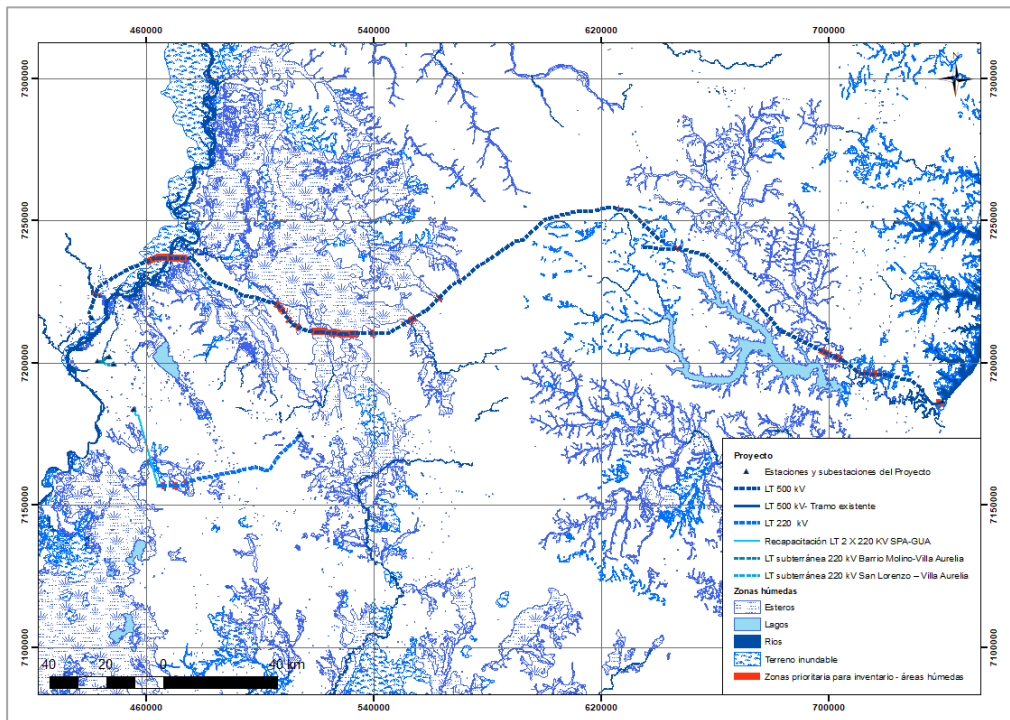 460000 540000 620000 700000
N
7300000 7300000
7250000 7250000
7200000 7200000
7150000 7150000
7100000 7100000
Proyecto
Estaciones y subestaciones del Proyecto
LT 500 kV
LT 500 kV- Tramo existente
LT 220 kV
Recapacitación LT 2 X 220 KV SPA-GUA
LT subterránea 220 kV Barrio Molino-Villa Aurelia
LT subterránea 220 kV San Lorenzo – Villa Aurelia
Zonas húmedas
Esteros
Lagos
Rios
Terreno inundable
Zonas prioritaria para inventario - áreas húmedas
40 20 0 40 km
460000 540000 620000 700000